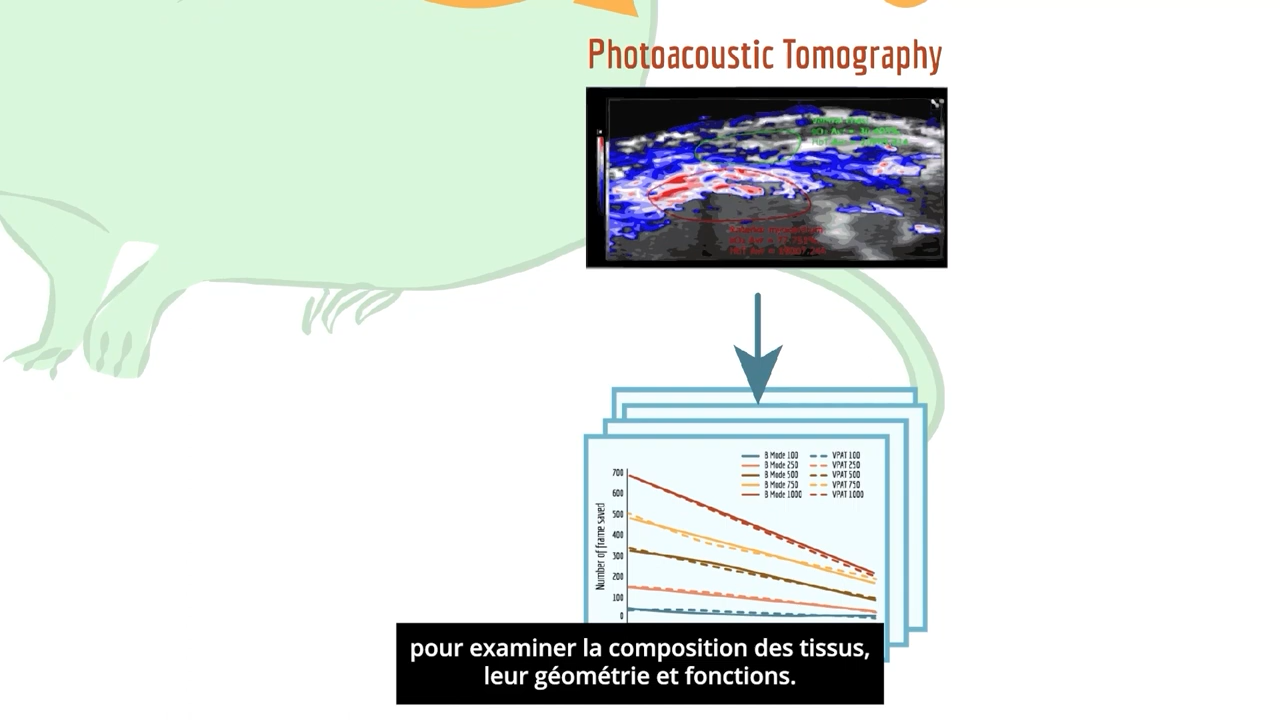 Photoacoustic Tomography
B Mode 100 VPAT 100
B Mode 250 VPAT 250
B Mode 500 VPAT 500
B Mode 750 VPAT 750
B Mode 1000 VPAT 1000
Number of frame saved
700
600
500
400
300
200
100
0
pour examiner la composition des tissus,
leur géométrie et fonctions.